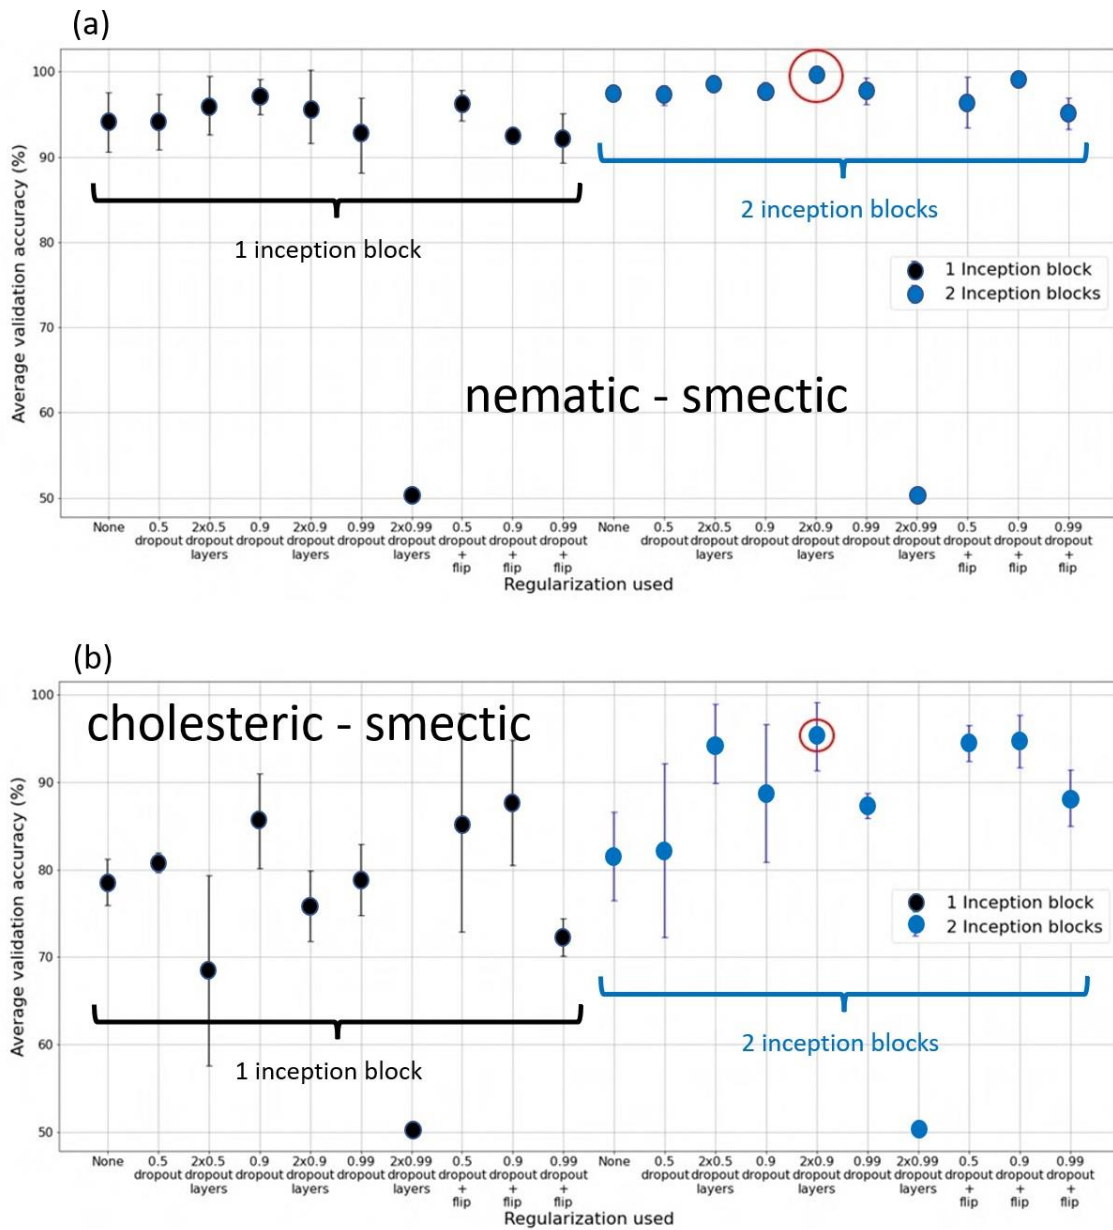 (a)
100
90
80
70
60
50
Average validation accuracy (%)
1 inception block
2 inception blocks
1 Inception block
2 Inception blocks
nematic - smectic
None 0.5 2x0.5 0.9 2x0.9 0.99 2x0.99 0.5 0.9 0.99 None 0.5 2x0.5 0.9 2x0.9 0.99 2x0.99 0.5 0.9 0.99
dropout dropout dropout dropout dropout dropout dropout dropout dropout dropout dropout dropout dropout dropout dropout dropout dropout dropout
layers layers layers + + + layers layers layers + + +
flip flip flip flip flip flip
Regularization used
(b)
100
90
80
70
60
50
Average validation accuracy (%)
cholesteric - smectic
1 Inception block
2 Inception blocks
1 inception block
2 inception blocks
None 0.5 2x0.5 0.9 2x0.9 0.99 2x0.99 0.5 0.9 0.99 None 0.5 2x0.5 0.9 2x0.9 0.99 2x0.99 0.5 0.9 0.99
dropout dropout dropout dropout dropout dropout dropout dropout dropout dropout dropout dropout dropout dropout dropout dropout dropout dropout
layers layers layers + + + layers layers layers + + +
flip flip flip flip flip flip
Regularization used